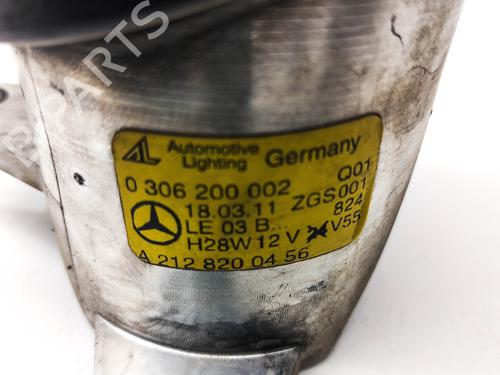 B-PARTS
AL Automotive Lighting Germany
0 306 200 002 Q01
18.03.11 ZGS001
LE 03 B... 824
H28W 12 V V55
A 212 820 04 56